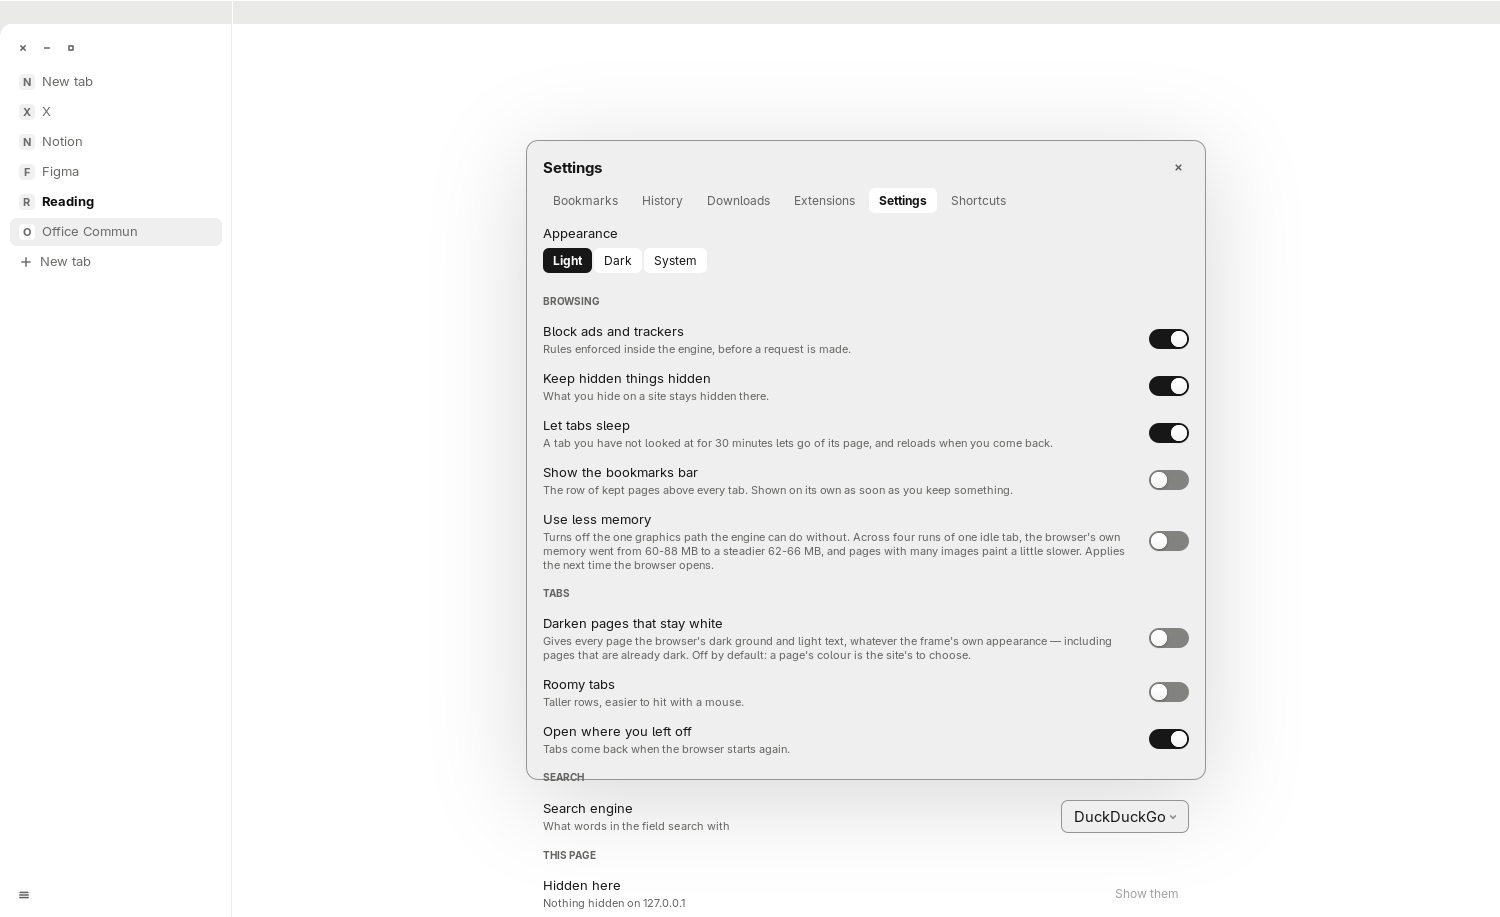 N New tab
X X
N Notion
F Figma
R Reading
O Office Commun
New tab
Settings
Bookmarks History Downloads Extensions Settings Shortcuts
Appearance
Light Dark System
BROWSING
Block ads and trackers
Rules enforced inside the engine, before a request is made.
Keep hidden things hidden
What you hide on a site stays hidden there.
Let tabs sleep
A tab you have not looked at for 30 minutes lets go of its page, and reloads when you come back.
Show the bookmarks bar
The row of kept pages above every tab. Shown on its own as soon as you keep something.
Use less memory
Turns off the one graphics path the engine can do without. Across four runs of one idle tab, the browser's own
memory went from 60-88 MB to a steadier 62-66 MB, and pages with many images paint a little slower. Applies
the next time the browser opens.
TABS
Darken pages that stay white
Gives every page the browser's dark ground and light text, whatever the frame's own appearance — including
pages that are already dark. Off by default: a page's colour is the site's to choose.
Roomy tabs
Taller rows, easier to hit with a mouse.
Open where you left off
Tabs come back when the browser starts again.
SEARCH
Search engine
DuckDuckGo
What words in the field search with
THIS PAGE
Hidden here
Show them
Nothing hidden on 127.0.0.1